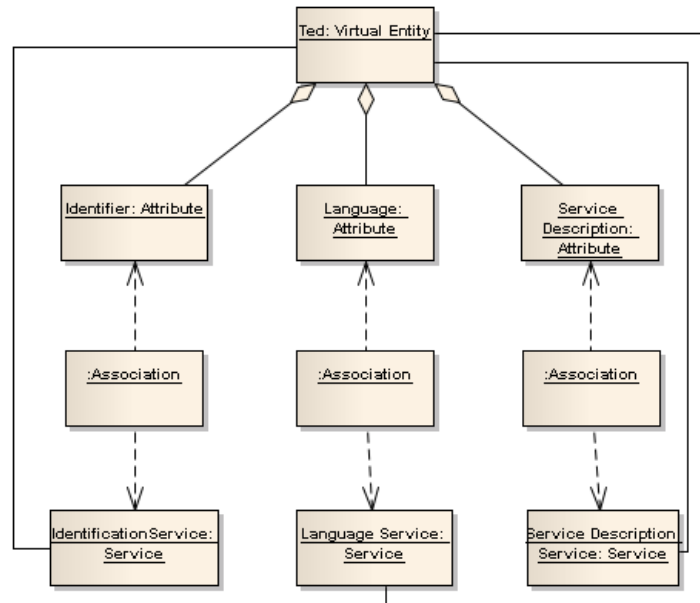 Ted: Virtual Entity
Identifier: Attribute
Language:
Attribute
Service
Description:
Attribute
:Association
:Association
:Association
IdentificationService:
Service
Language Service:
Service
Service Description
Service: Service